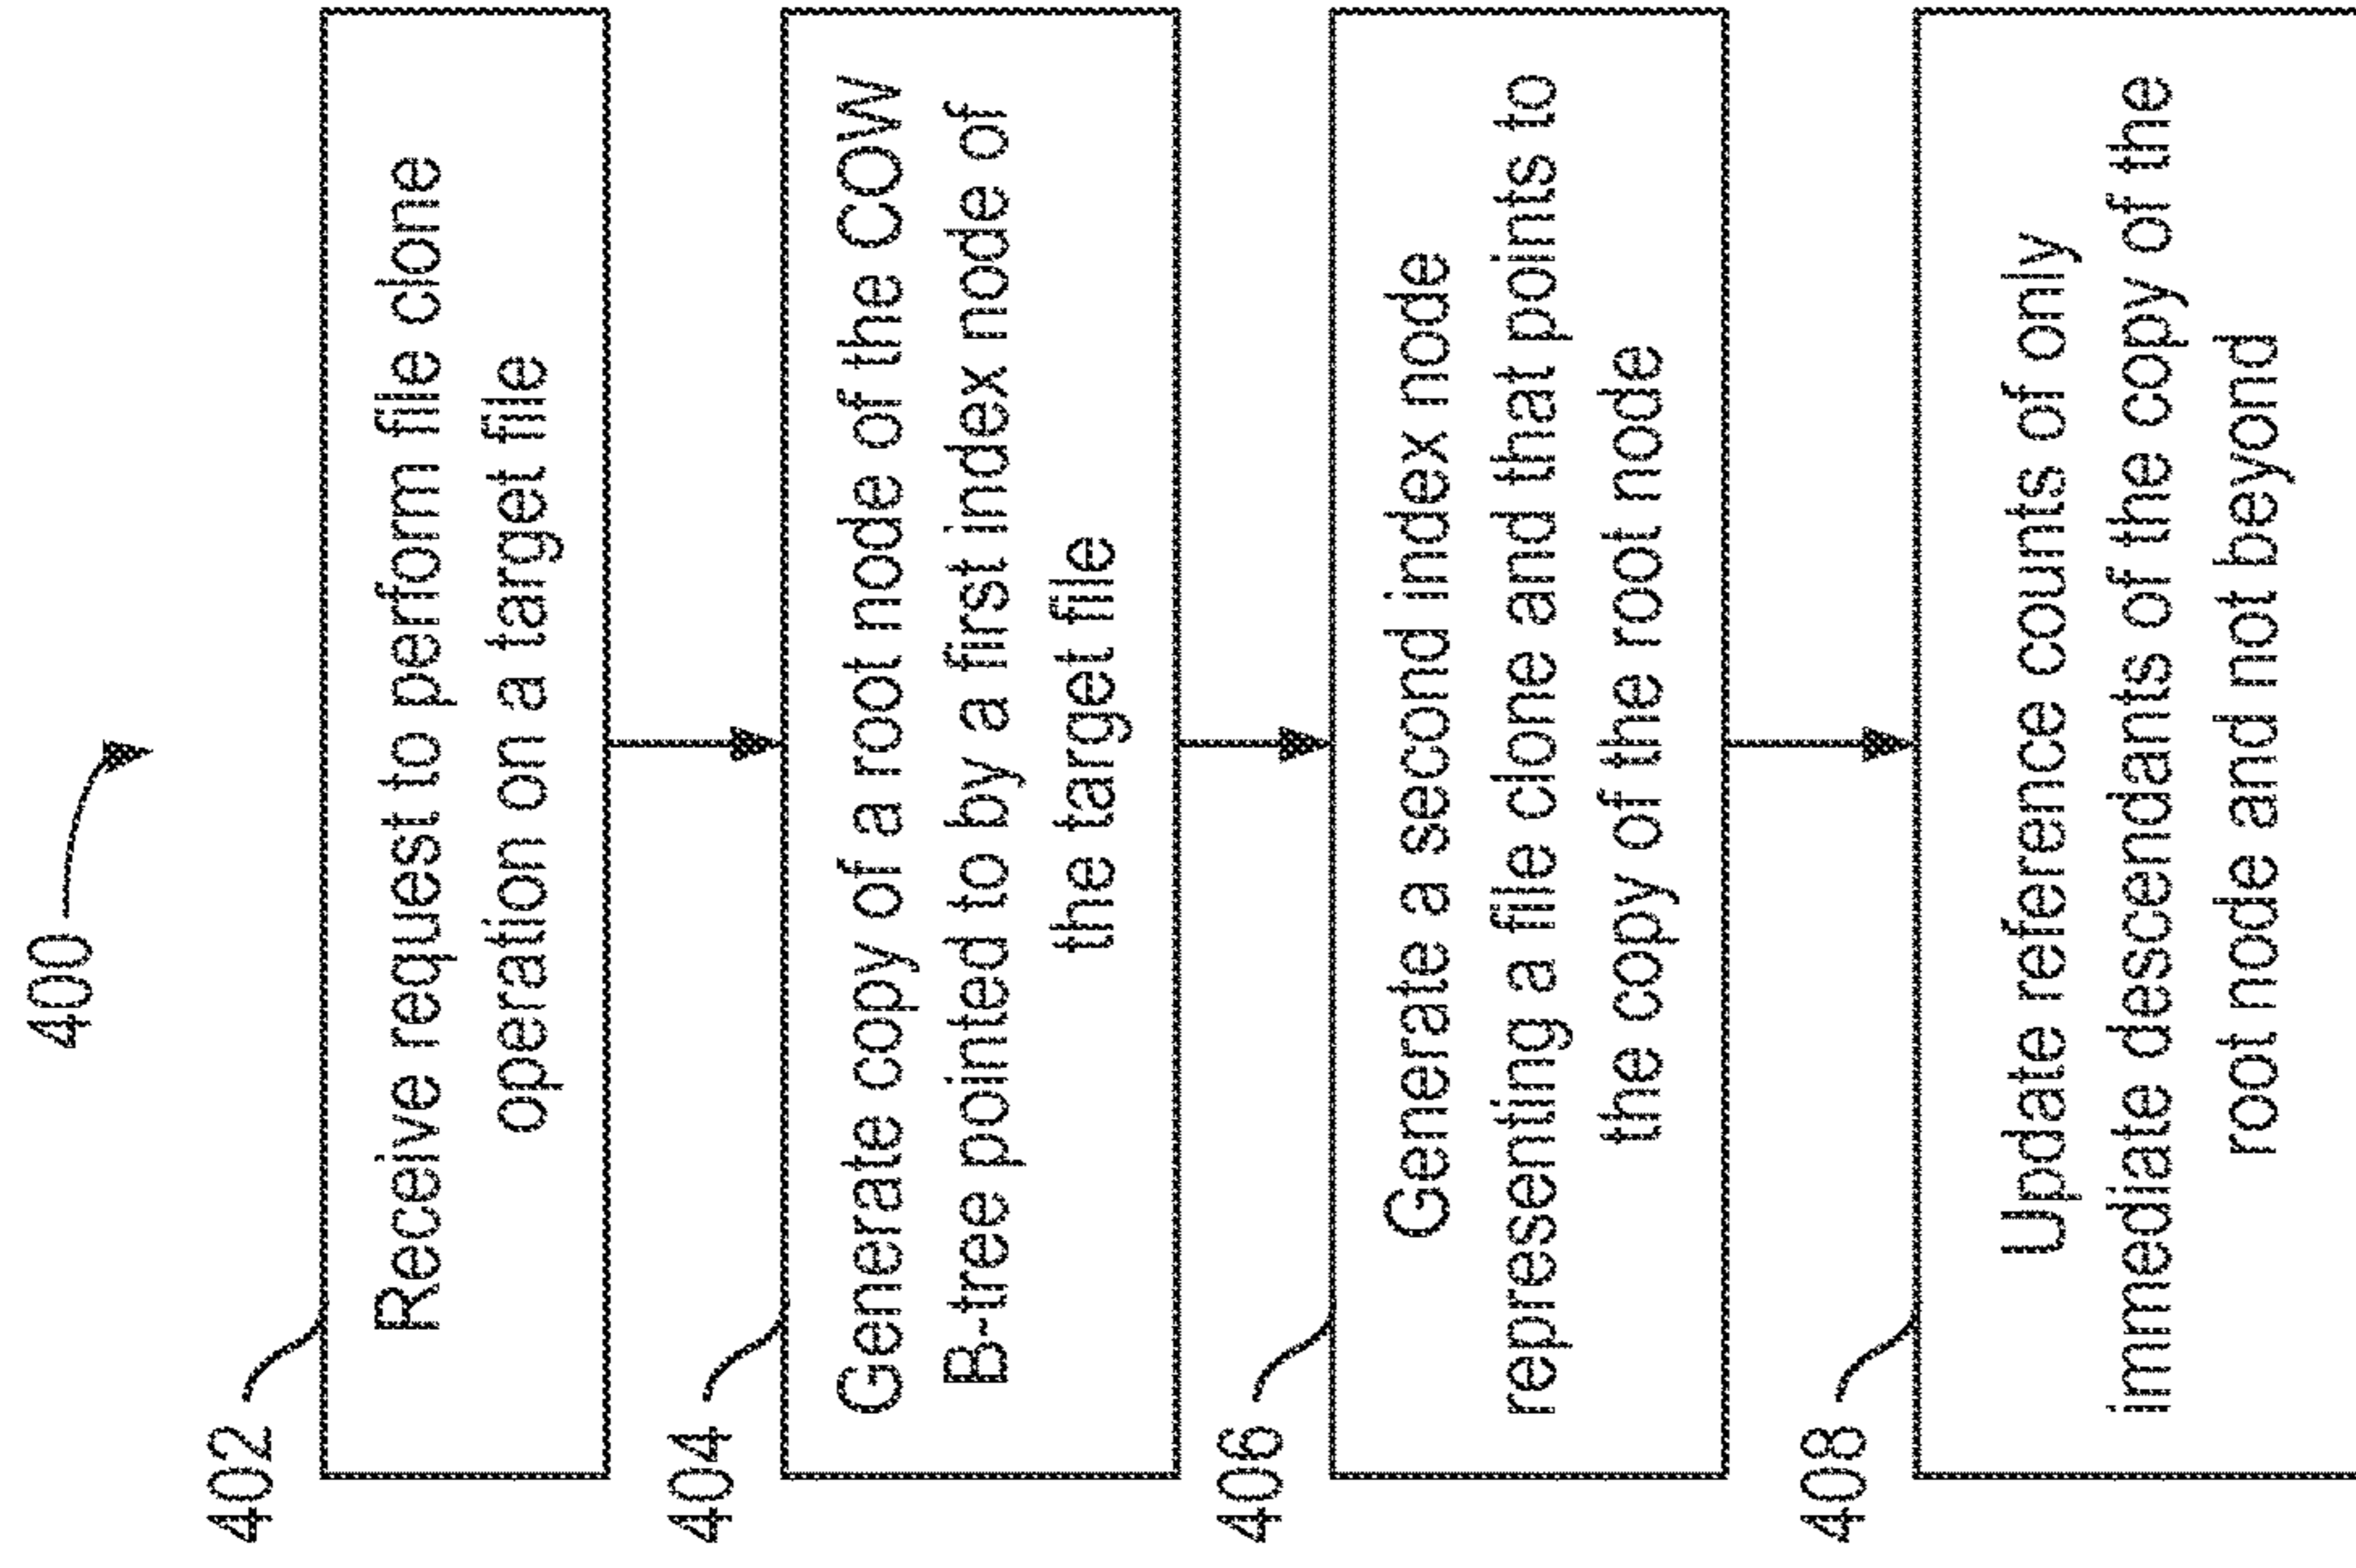 400
402
Receive request to perform file clone
operation on a target file
404
Generate copy of a root node of the COW
B-tree pointed to by a first index node of
the target file
406
Generate a second index node
representing a file clone and that points to
the copy of the root node
408
Update reference counts of only
immediate descendants of the copy of the
root node and not beyond